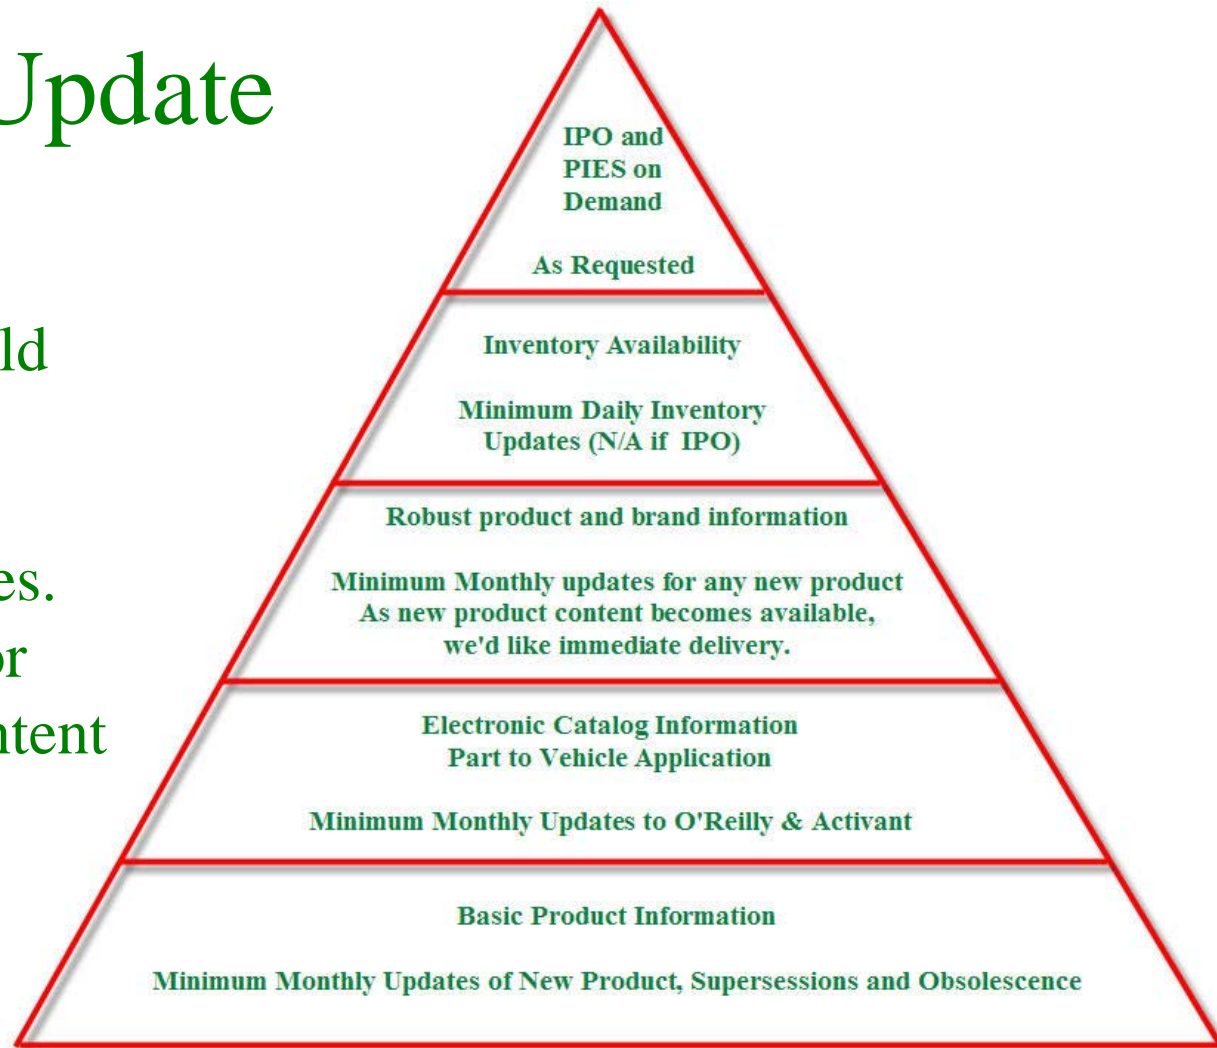 Update
ld
es.
or
ntent
IPO and
PIES on
Demand
As Requested
Inventory Availability
Minimum Daily Inventory
Updates (N/A if IPO)
Robust product and brand information
Minimum Monthly updates for any new product
As new product content becomes available,
we'd like immediate delivery.
Electronic Catalog Information
Part to Vehicle Application
Minimum Monthly Updates to O'Reilly & Activant
Basic Product Information
Minimum Monthly Updates of New Product, Supersessions and Obsolescence